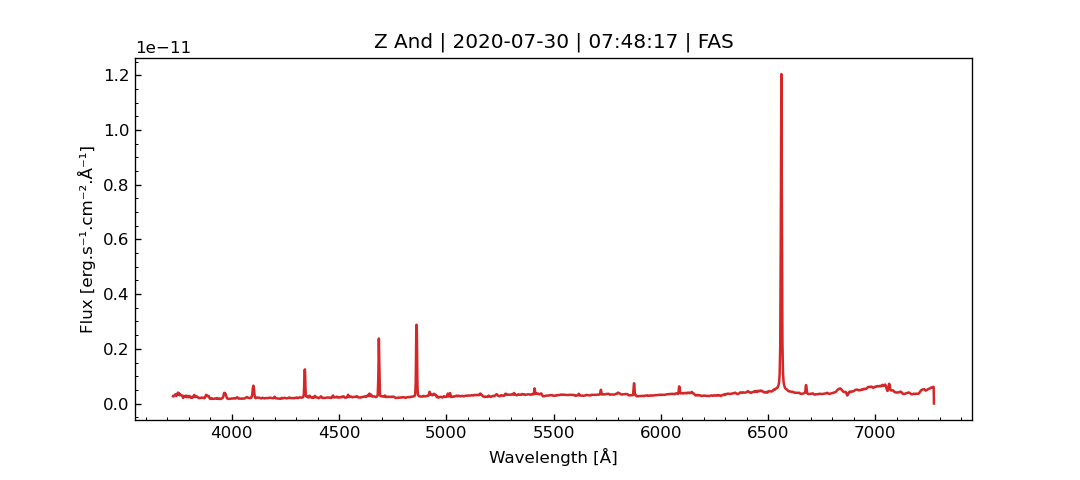 Z And | 2020-07-30 | 07:48:17 | FAS
1e−11
1.2
1.0
0.8
0.6
0.4
0.2
0.0
Flux [erg.s⁻¹.cm⁻².Å⁻¹]
4000 4500 5000 5500 6000 6500 7000
Wavelength [Å]